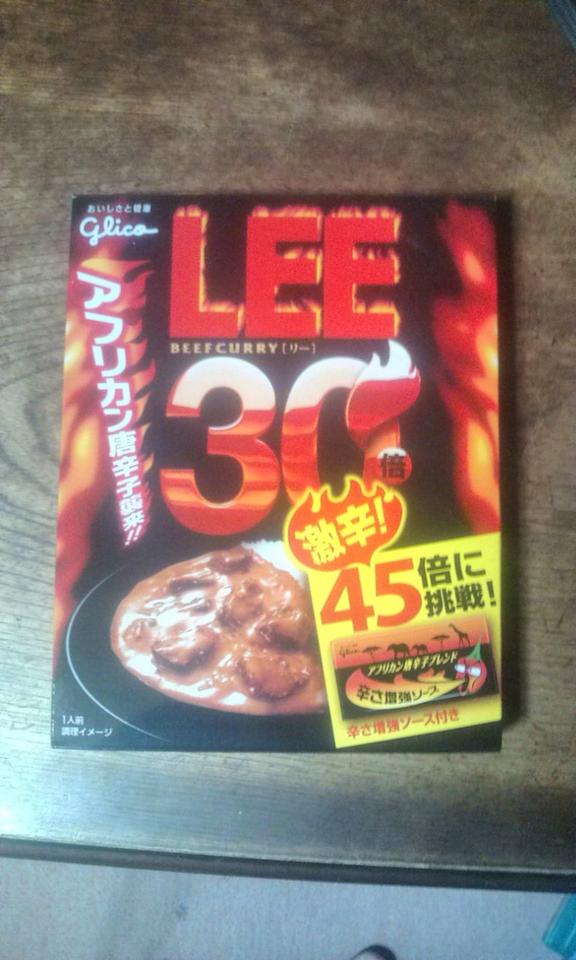 おいしさと健康
glico
LEE
BEEF CURRY [リー]
30倍
アフリカン唐辛子襲来!!
激辛!
45倍に
挑戦!
glico
アフリカン唐辛子ブレンド
辛さ増強ソース
辛さ増強ソース付き
1人前
調理イメージ